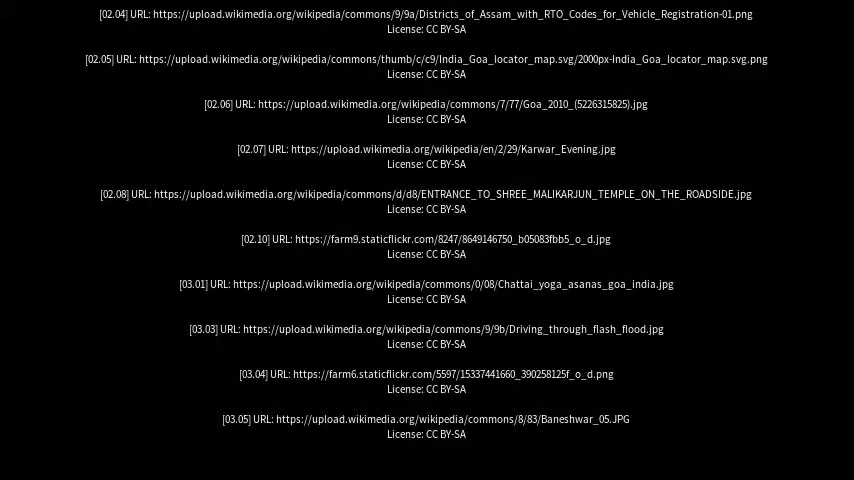 [02.04] URL: https://upload.wikimedia.org/wikipedia/commons/9/9a/Districts_of_Assam_with_RTO_Codes_for_Vehicle_Registration-01.png
License: CC BY-SA
[02.05] URL: https://upload.wikimedia.org/wikipedia/commons/thumb/c/c9/India_Goa_locator_map.svg/2000px-India_Goa_locator_map.svg.png
License: CC BY-SA
[02.06] URL: https://upload.wikimedia.org/wikipedia/commons/7/77/Goa_2010_(5226315825).jpg
License: CC BY-SA
[02.07] URL: https://upload.wikimedia.org/wikipedia/en/2/29/Karwar_Evening.jpg
License: CC BY-SA
[02.08] URL: https://upload.wikimedia.org/wikipedia/commons/d/d8/ENTRANCE_TO_SHREE_MALIKARJUN_TEMPLE_ON_THE_ROADSIDE.jpg
License: CC BY-SA
[02.10] URL: https://farm9.staticflickr.com/8247/8649146750_b05083fbb5_o_d.jpg
License: CC BY-SA
[03.01] URL: https://upload.wikimedia.org/wikipedia/commons/0/08/Chattai_yoga_asanas_goa_india.jpg
License: CC BY-SA
[03.03] URL: https://upload.wikimedia.org/wikipedia/commons/9/9b/Driving_through_flash_flood.jpg
License: CC BY-SA
[03.04] URL: https://farm6.staticflickr.com/5597/15337441660_390258125f_o_d.png
License: CC BY-SA
[03.05] URL: https://upload.wikimedia.org/wikipedia/commons/8/83/Baneshwar_05.JPG
License: CC BY-SA